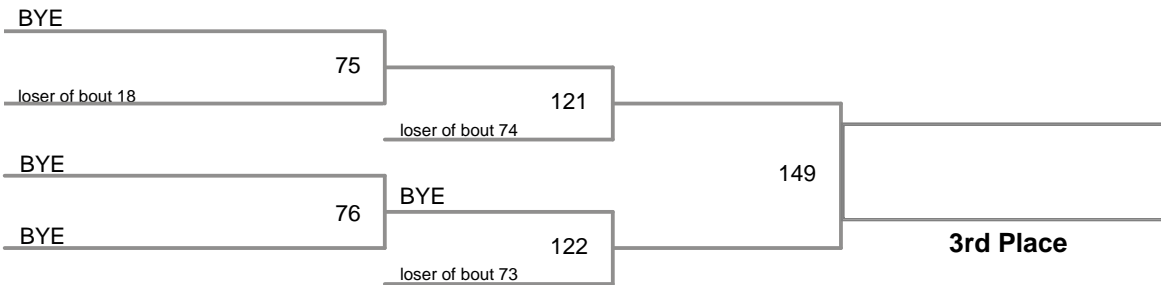 BYE
75
loser of bout 18
121
loser of bout 74
BYE
149
BYE
76
BYE
122
3rd Place
loser of bout 73